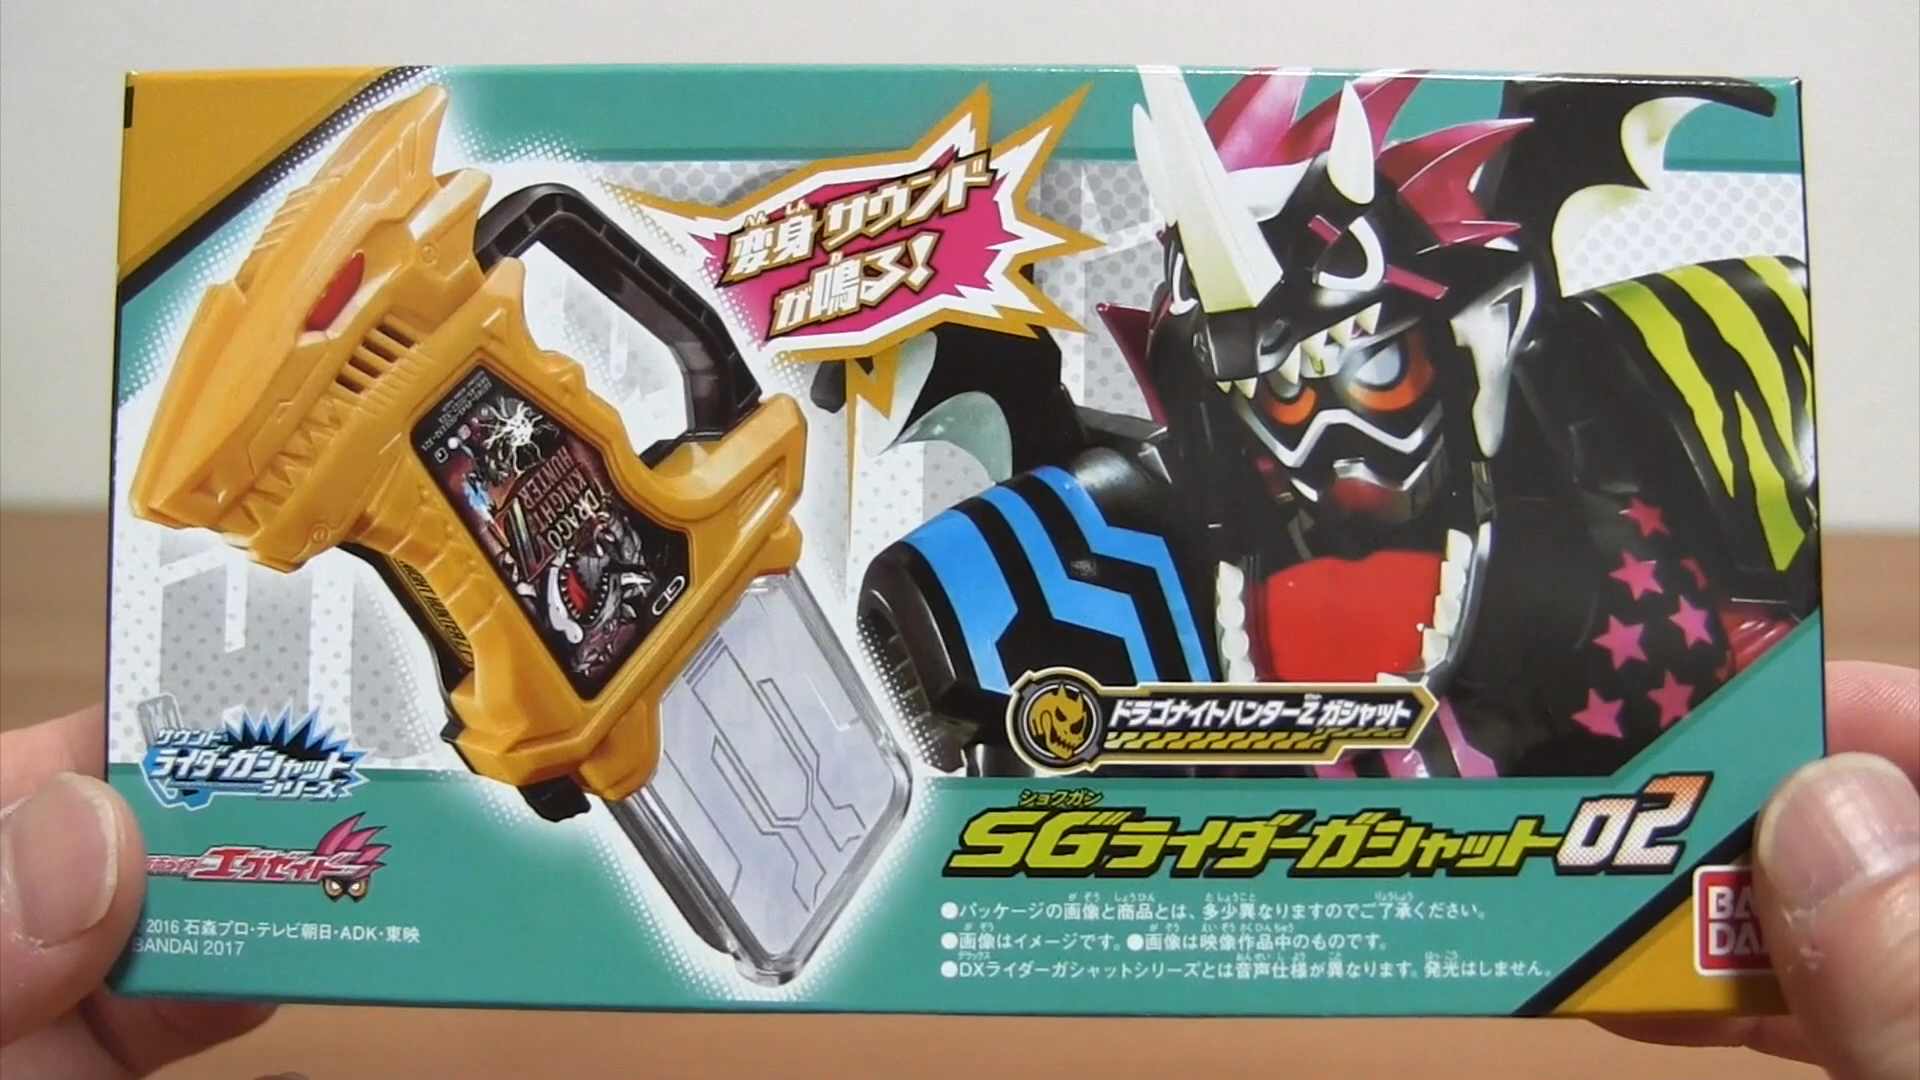 変身サウンド
が鳴る!
DRAGO
KNIGHT
HUNTER
Z
サウンド
ライダーガシャット
シリーズ
仮面ライダー エグゼイド
2016 石森プロ・テレビ朝日・ADK・東映
BANDAI 2017
ドラゴナイトハンターZガシャット
ショクガン
SGライダーガシャット02
●パッケージの画像と商品とは、多少異なりますのでご了承ください。
●画像はイメージです。●画像は映像作品中のものです。
●DXライダーガシャットシリーズとは音声仕様が異なります。発光はしません。